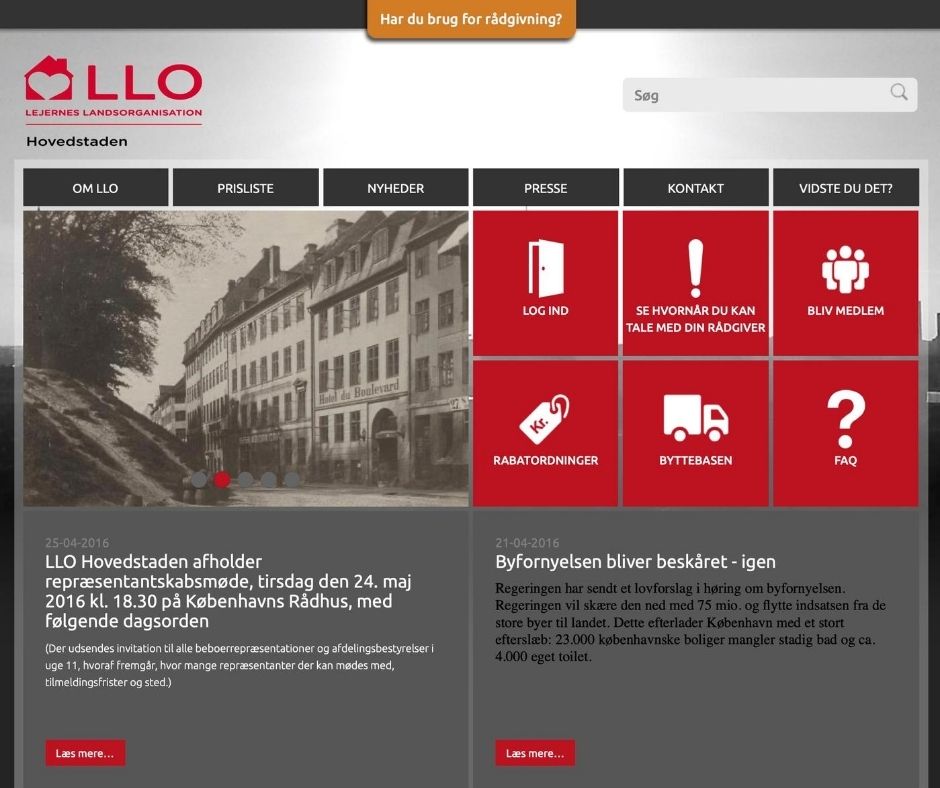 Har du brug for rådgivning?
LLO
LEJERNES LANDSORGANISATION
Hovedstaden
Søg
OM LLO
PRISLISTE
NYHEDER
PRESSE
KONTAKT
VIDSTE DU DET?
Hotel du Boulevard
27
LOG IND
SE HVORNÅR DU KAN
TALE MED DIN RÅDGIVER
BLIV MEDLEM
Kr.
RABATORDNINGER
BYTTEBASEN
FAQ
25-04-2016
LLO Hovedstaden afholder
repræsentantskabsmøde, tirsdag den 24. maj
2016 kl. 18.30 på Københavns Rådhus, med
følgende dagsorden
(Der udsendes invitation til alle beboerrepræsentationer og afdelingsbestyrelser i
uge 11, hvoraf fremgår, hvor mange repræsentanter der kan mødes med,
tilmeldingsfrister og sted.)
Læs mere...
21-04-2016
Byfornyelsen bliver beskåret - igen
Regeringen har sendt et lovforslag i høring om byfornyelsen.
Regeringen vil skære den ned med 75 mio. og flytte indsatsen fra de
store byer til landet. Dette efterlader København med et stort
efterslæb: 23.000 københavnske boliger mangler stadig bad og ca.
4.000 eget toilet.
Læs mere...